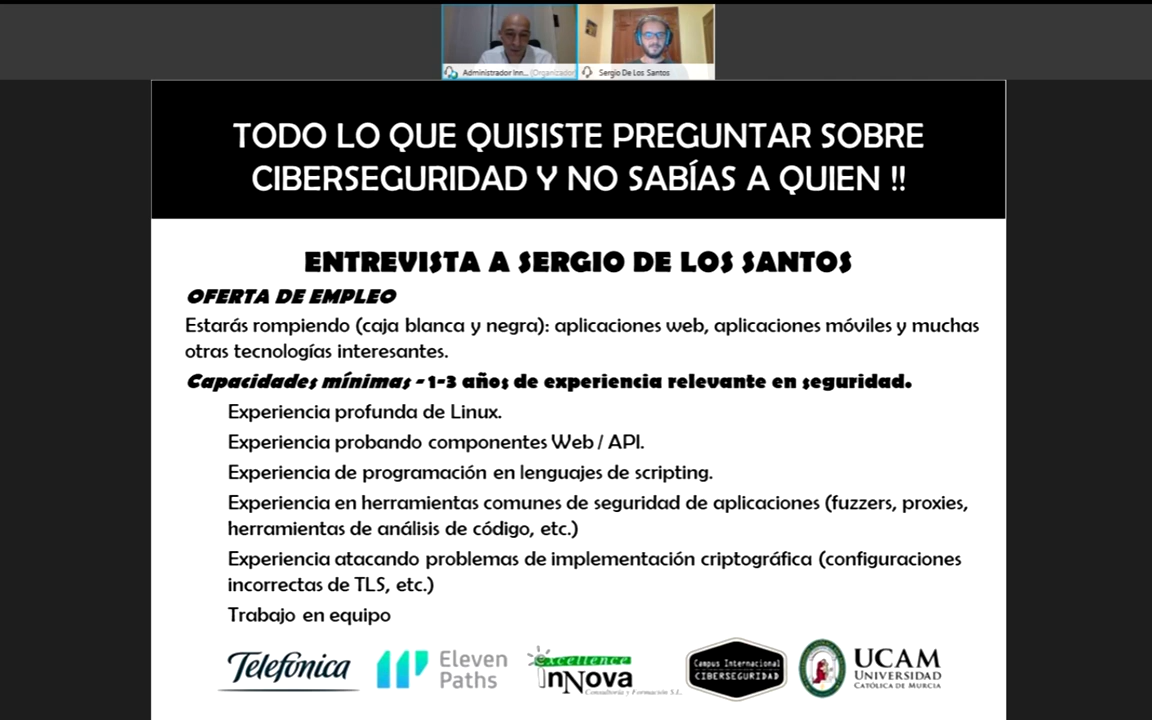 Administrador Inn... (Organizador
Sergio De Los Santos
TODO LO QUE QUISISTE PREGUNTAR SOBRE
CIBERSEGURIDAD Y NO SABÍAS A QUIEN !!
ENTREVISTA A SERGIO DE LOS SANTOS
OFERTA DE EMPLEO
Estarás rompiendo (caja blanca y negra): aplicaciones web, aplicaciones móviles y muchas
otras tecnologías interesantes.
Capacidades mínimas - 1-3 años de experiencia relevante en seguridad.
Experiencia profunda de Linux.
Experiencia probando componentes Web / API.
Experiencia de programación en lenguajes de scripting.
Experiencia en herramientas comunes de seguridad de aplicaciones (fuzzers, proxies,
herramientas de análisis de código, etc.)
Experiencia atacando problemas de implementación criptográfica (configuraciones
incorrectas de TLS, etc.)
Trabajo en equipo
Telefónica
Eleven
Paths
excellence
inNova
Consultoría y Formación S.L.
Campus Internacional
CIBERSEGURIDAD
UCAM
UNIVERSIDAD
CATÓLICA DE MURCIA